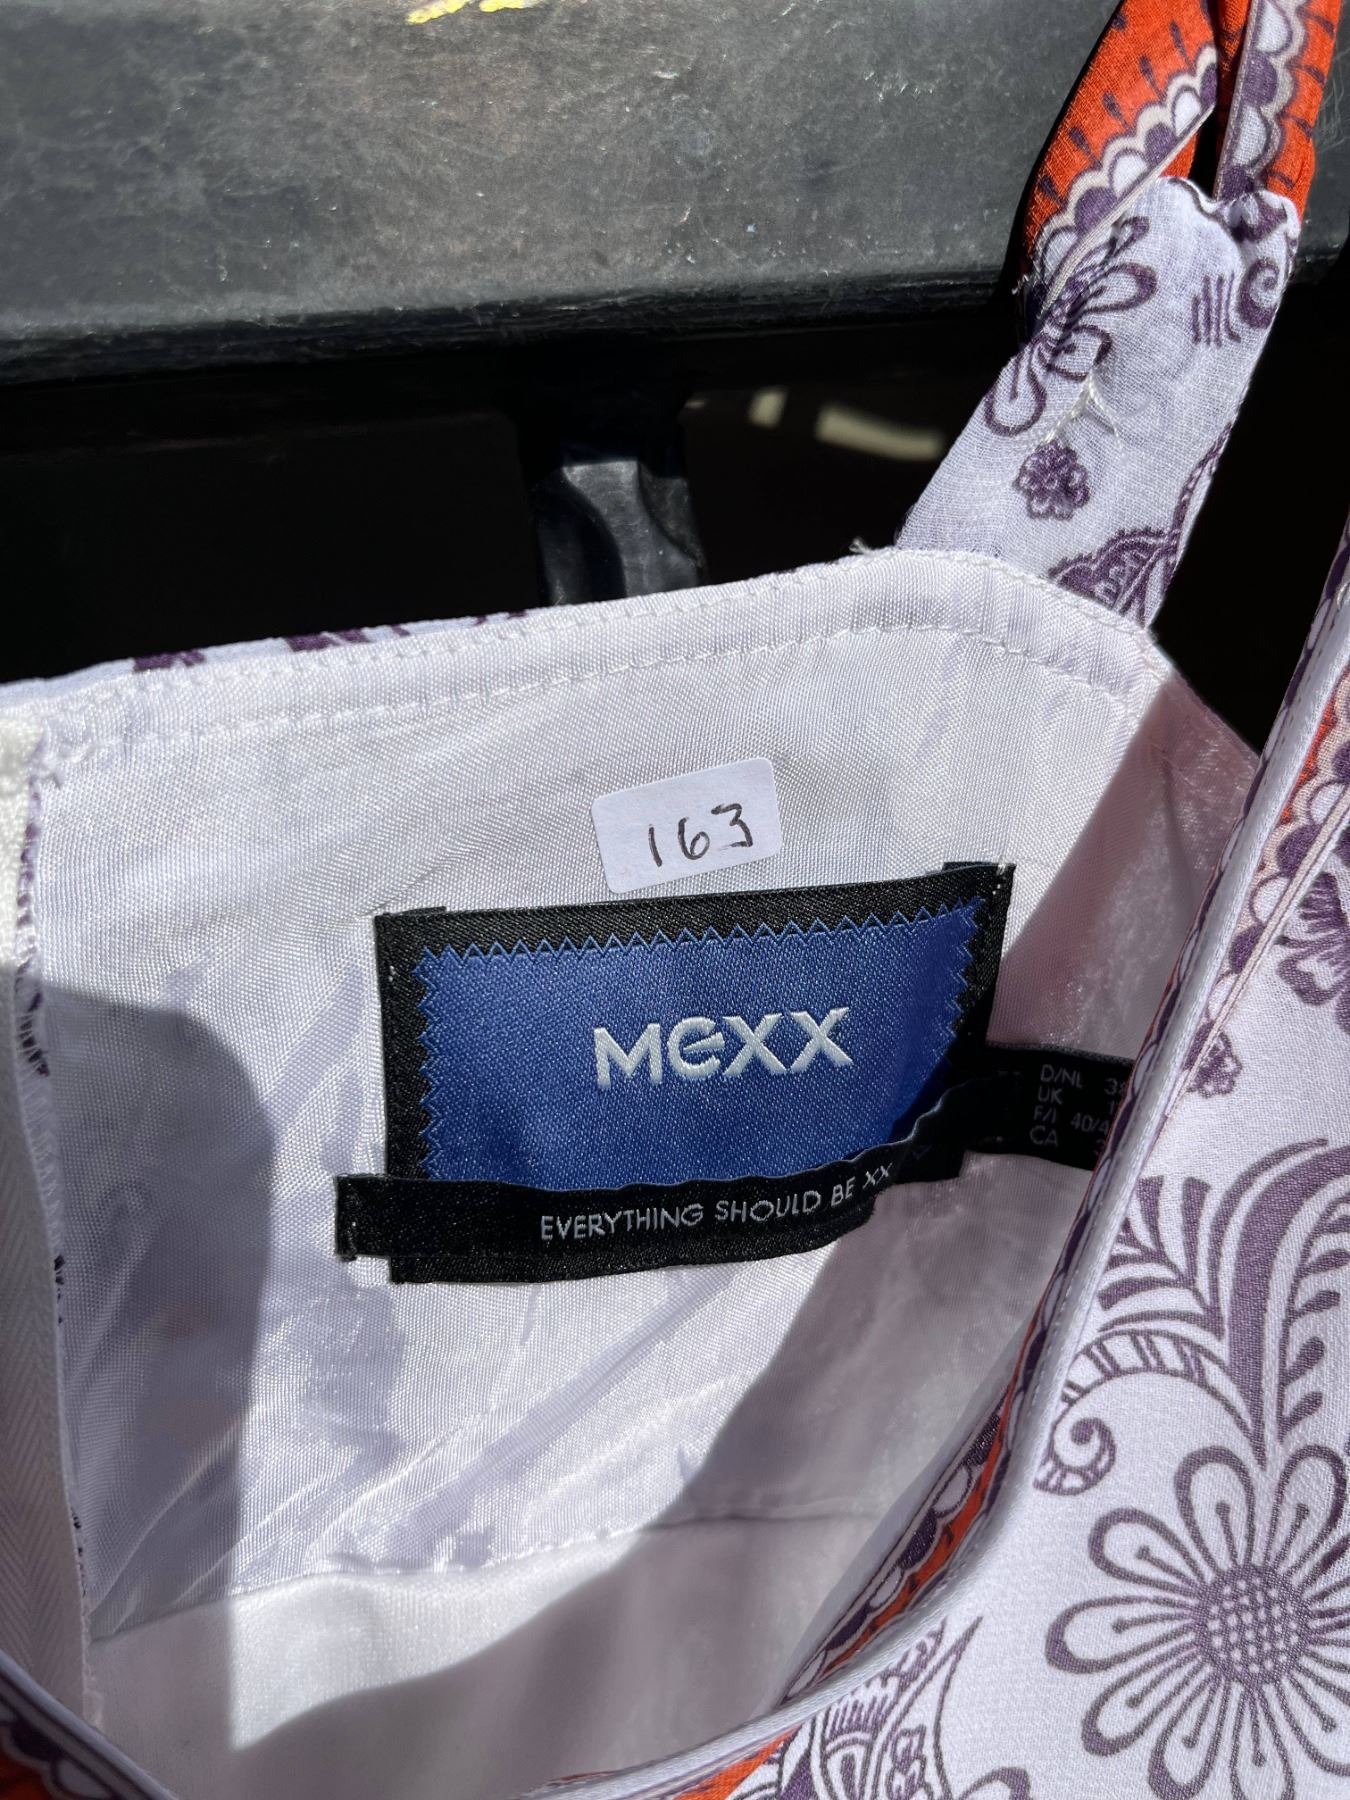 163
MEXX
EVERYTHING SHOULD BE XX
D/NL
UK
F/I
CA